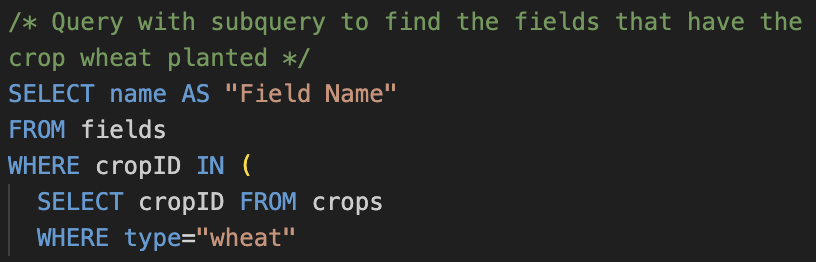 /* Query with subquery to find the fields that have the
crop wheat planted */
SELECT name AS "Field Name"
FROM fields
WHERE cropID IN (
SELECT cropID FROM crops
WHERE type="wheat"